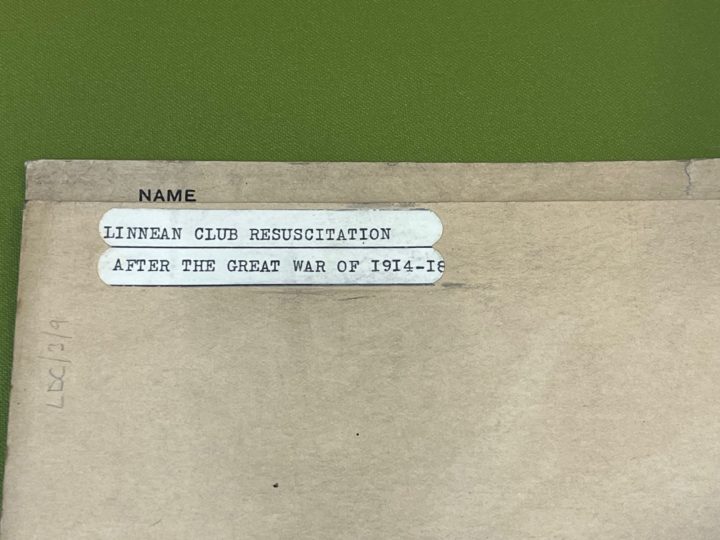 NAME
LINNEAN CLUB RESUSCITATION
AFTER THE GREAT WAR OF 1914-18
LDC/3/9